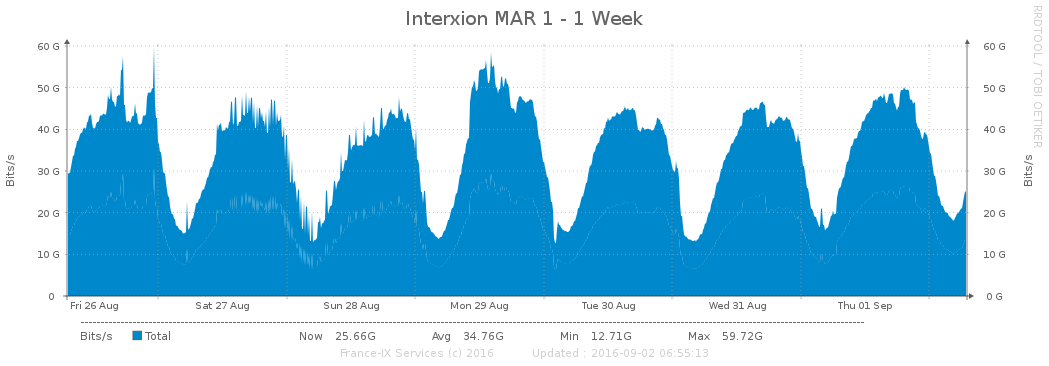 Interxion MAR 1 - 1 Week
RRDTOOL / TOBI OETIKER
Bits/s
60 G
50 G
40 G
30 G
20 G
10 G
0
60 G
50 G
40 G
30 G
20 G
10 G
0 G
Bits/s
Fri 26 Aug Sat 27 Aug Sun 28 Aug Mon 29 Aug Tue 30 Aug Wed 31 Aug Thu 01 Sep
Bits/s Total Now 25.66G Avg 34.76G Min 12.71G Max 59.72G
France-IX Services (c) 2016 Updated : 2016-09-02 06:55:13